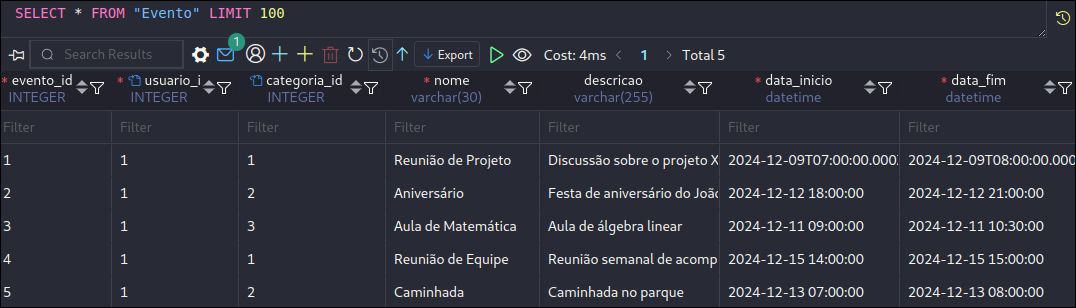 SELECT * FROM "Evento" LIMIT 100
Search Results 1 Export Cost: 4ms 1 Total 5
* evento_id * usuario_i categoria_id * nome descricao * data_inicio * data_fim
INTEGER INTEGER INTEGER varchar(30) varchar(255) datetime datetime
Filter Filter Filter Filter Filter Filter Filter
1 1 1 Reunião de Projeto Discussão sobre o projeto X 2024-12-09T07:00:00.000 2024-12-09T08:00:00.000
2 1 2 Aniversário Festa de aniversário do João 2024-12-12 18:00:00 2024-12-12 21:00:00
3 1 3 Aula de Matemática Aula de álgebra linear 2024-12-11 09:00:00 2024-12-11 10:30:00
4 1 1 Reunião de Equipe Reunião semanal de acomp 2024-12-15 14:00:00 2024-12-15 15:00:00
5 1 2 Caminhada Caminhada no parque 2024-12-13 07:00:00 2024-12-13 08:00:00